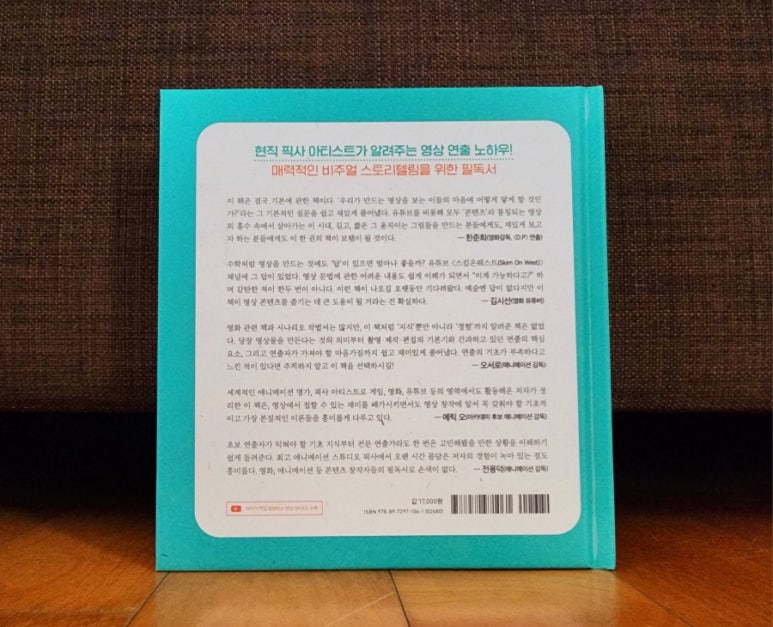 현직 픽사 아티스트가 알려주는 영상 연출 노하우!
매력적인 비주얼 스토리텔링을 위한 필독서
이 책은 결국 기본에 관한 책이다. '우리가 만드는 영상을 보는 이들의 마음에 어떻게 닿게 할 것인
가?'라는 그 기본적인 질문을 쉽고 재밌게 풀어냈다. 유튜브를 비롯해 모두 '콘텐츠'라 통칭되는 영상
의 홍수 속에서 살아가는 이 시대, 길고, 짧은 그 움직이는 그림들을 만드는 분들에게도, 재밌게 보고
자 하는 분들에게도 이 한 권의 책이 보탬이 될 것이다. — 한준희(영화감독, 〈D.P.〉 연출)
수학처럼 영상을 만드는 것에도 '답'이 있으면 얼마나 좋을까? 유튜브 〈스킴온웨스트(Skim On West)〉
채널에 그 답이 있었다. 영상 문법에 관한 어려운 내용도 쉽게 이해가 되면서 "이게 가능하다고?" 하
며 감탄한 적이 한두 번이 아니다. 이런 책이 나오길 오랫동안 기다려왔다. 예술엔 답이 없다지만 이
책이 영상 콘텐츠를 즐기는 데 큰 도움이 될 거라는 건 확실하다. — 김시선(영화 유튜버)
영화 관련 책과 시나리오 작법서는 많지만, 이 책처럼 '지식'뿐만 아니라 '경험'까지 알려준 책은 없었
다. 당장 영상물을 만든다는 것의 의미부터 촬영·제작·편집의 기본기와 간과하고 있던 연출의 핵심
요소, 그리고 연출자가 가져야 할 마음가짐까지 쉽고 재미있게 풀어냈다. 연출의 기초가 부족하다고
느낀 적이 있다면 주저하지 말고 이 책을 선택하시길! — 오서로(애니메이션 감독)
세계적인 애니메이션 명가, 픽사 아티스트로 게임, 영화, 유튜브 등의 영역에서도 활동해온 저자가 정
리한 이 책은, 영상에서 접할 수 있는 재미를 배가시키면서도 영상 창작에 앞서 꼭 갖춰야 할 기초적
이고 가장 본질적인 이론들을 흥미롭게 다루고 있다. — 에릭 오(아카데미 후보 애니메이션 감독)
초보 연출자가 익혀야 할 기초 지식부터 전문 연출가라도 한 번은 고민해봤을 만한 상황을 이해하기
쉽게 들려준다. 최고 애니메이션 스튜디오 픽사에서 오랜 시간 몸담은 저자의 경험이 녹아 있는 점도
흥미롭다. 영화, 애니메이션 등 콘텐츠 창작자들의 필독서로 손색이 없다. — 전용덕(애니메이션 감독)
값 17,000원
ISBN 978-89-7297-106-1 (02680)